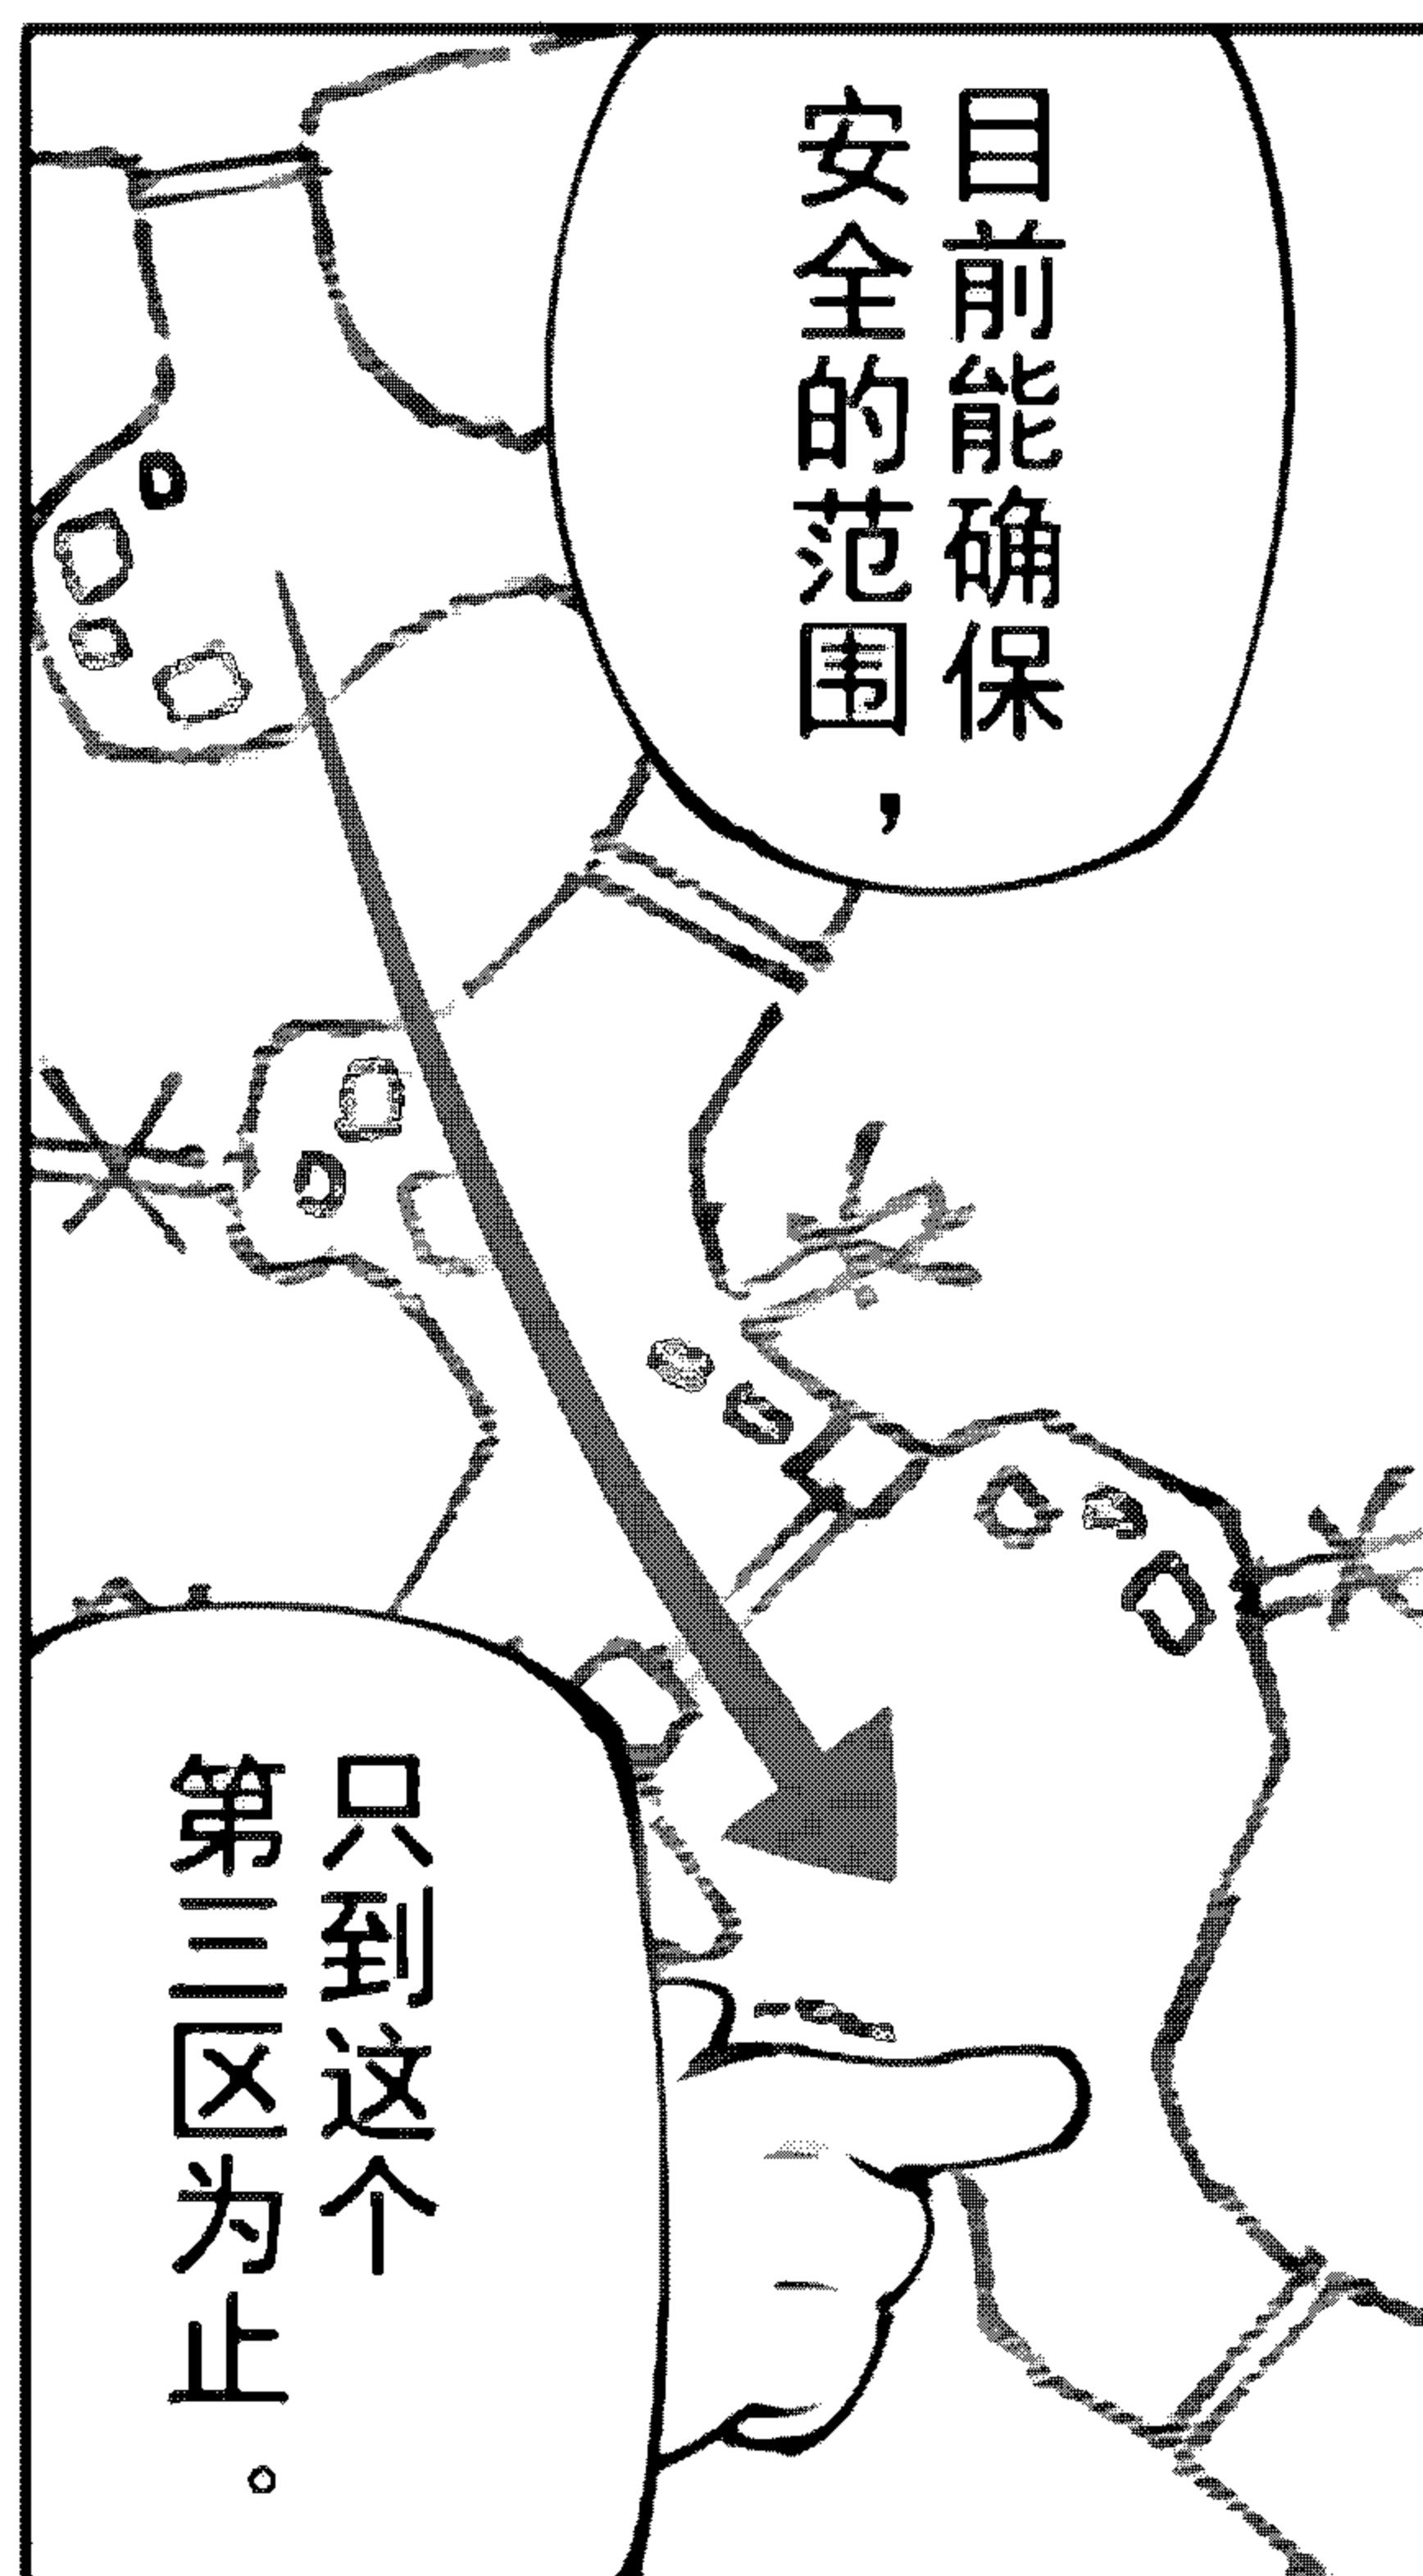 目前能确保
安全的范围，
只到这个
第三区为止。